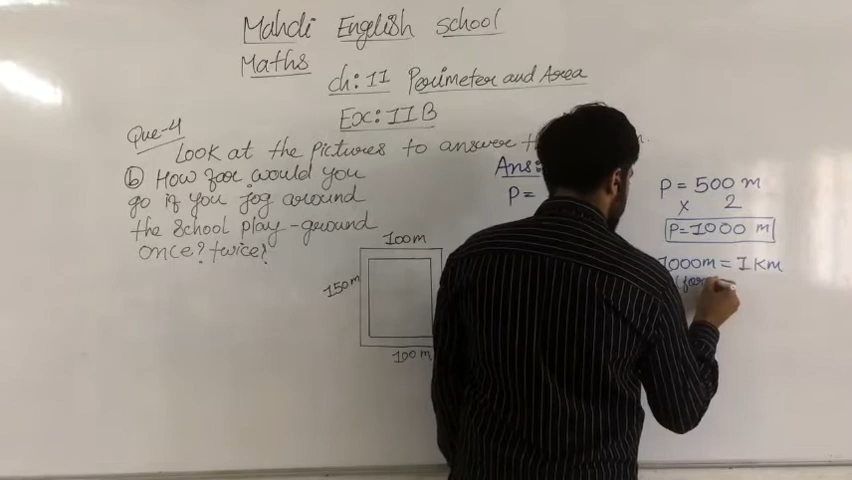 Mahdi English school
Maths
ch: 11 Perimeter and Area
Exc: 11B
Que-4
Look at the pictures to answer
ⓑ How far would you
go if you jog around
the School play-ground
once? twice?
100m
150m
100m
Ans:
P=
P = 500 m
x 2
P=1000 m
1000m = 1 Km